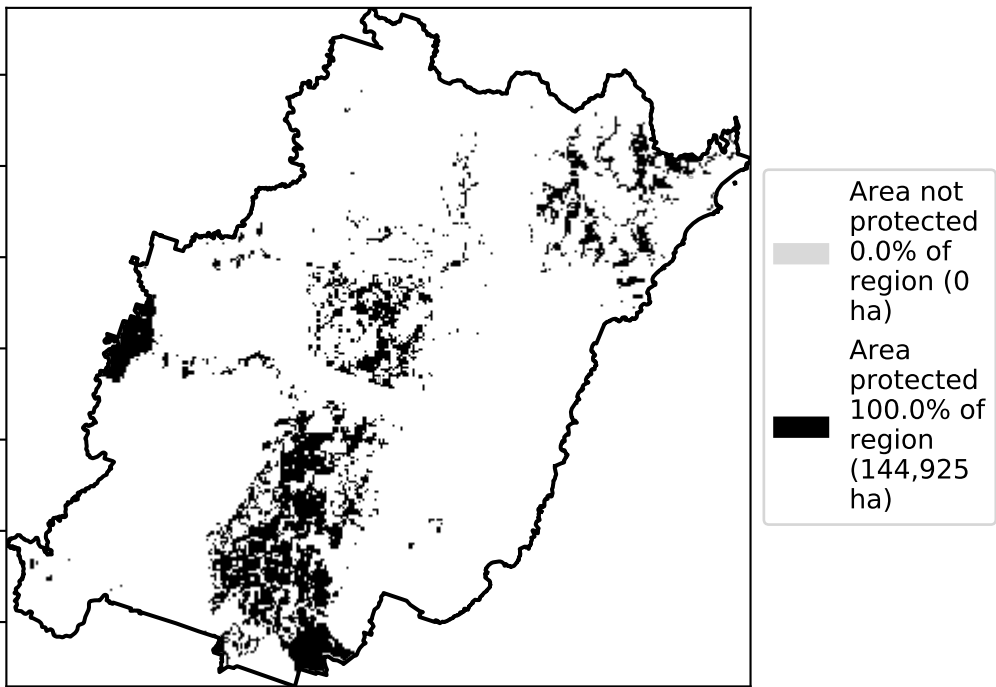 Area not
protected
0.0% of
region (0
ha)
Area
protected
100.0% of
region
(144,925
ha)